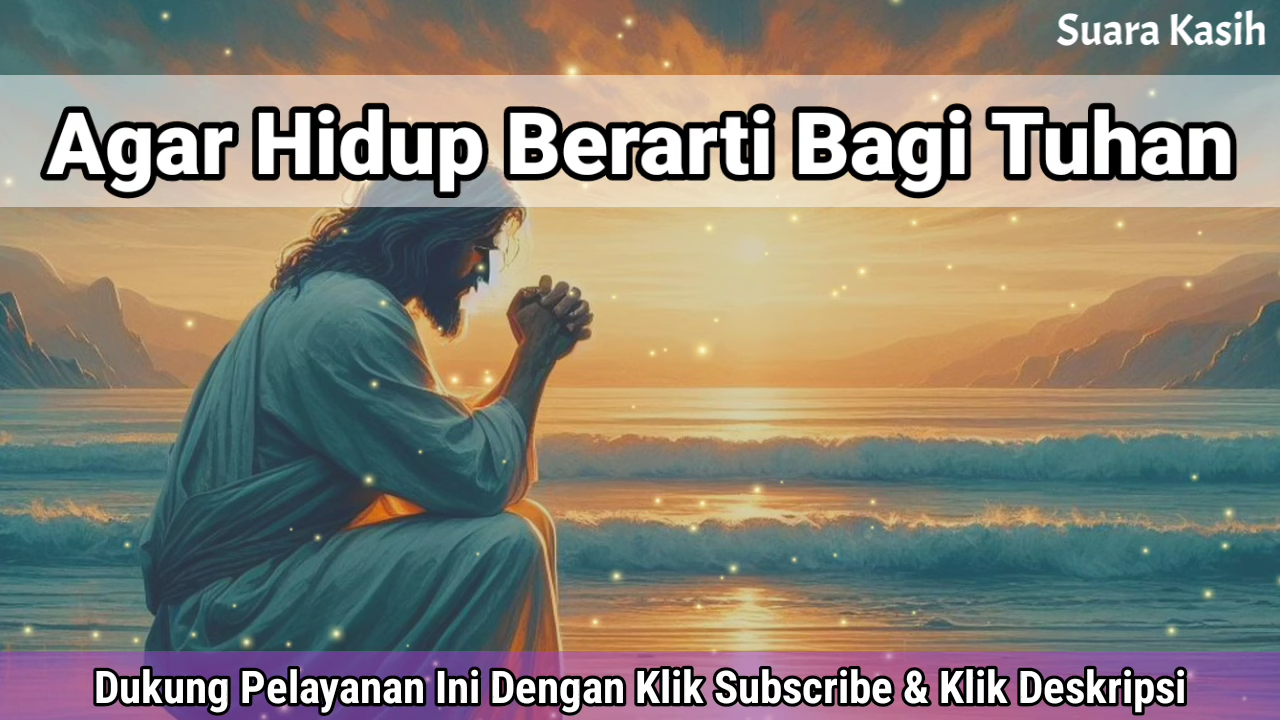 Suara Kasih
Agar Hidup Berarti Bagi Tuhan
Dukung Pelayanan Ini Dengan Klik Subscribe & Klik Deskripsi